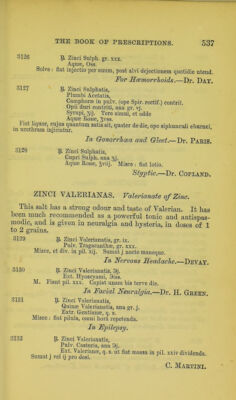 THE BOOK OF PRESCRIPTIONS. 537
3126 ℞ Zinci Sulph. gr. xxx.
Aquæ, Oss.
Solve: fiat injectio per anum, post alvi dejectionem quotidie utend.
For Hæmorrhoids.—Dr. DAY.
3127 ℞ Zinci Sulphatis,
Plumbi Acetatis,
Camphoræ in pulv. (ope Spir. rectif.) contrit.
Opii duri contriti, ana gr. vj.
Syrupi, ʒij. Tere simul, et adde
Aquæ Rosæ, fʒvss.
Fiat liquor, cujus quantum satis sit, quater de die, ope siphunculi eburnei,
in urethram injiciatur.
In Gonorrhœa and Gleet.—Dr. PARIS.
3128 ℞ Zinci Sulphatis,
Cupri Sulph. ana ʒj.
Aquæ Rosæ, ʒviij. Misce: fiat lotio.
Styptic.—Dr. COPLAND.
ZINCI VALERIANAS. Valerianate of Zinc.
This salt has a strong odour and taste of Valerian. It has
been much recommended as a powerful tonic and antispas-
modic, and is given in neuralgia and hysteria, in doses of 1
to 2 grains.
3129 ℞ Zinci Valerianatis, gr. ix.
Pulv. Tragacanthæ, gr. xxx.
Misce, et div. in pil. xij. Sumat j nocte maneque.
In Nervous Headache.—DEVAY.
3130 ℞ Zinci Valerianatis, ℈j.
Ext. Hyoscyami, ℈ss.
M. Fiant pil. xxx. Capiat unam bis terve die.
In Facial Neuralgia.—Dr. H. GREEN.
3131 ℞ Zinci Valerianatis,
Quinæ Valerianatis, ana gr. j.
Extr. Gentianæ, q. s.
Misce: fiat pilula, omni horâ repetenda.
In Epilepsy.
3132 ℞ Zinci Valerianatis,
Pulv. Castorei, ana ℈j.
Ext. Valerianæ, q. s. ut fiat massa in pil. xxiv dividenda.
Sumat j vel ij pro dosi.
C. MARTINI.